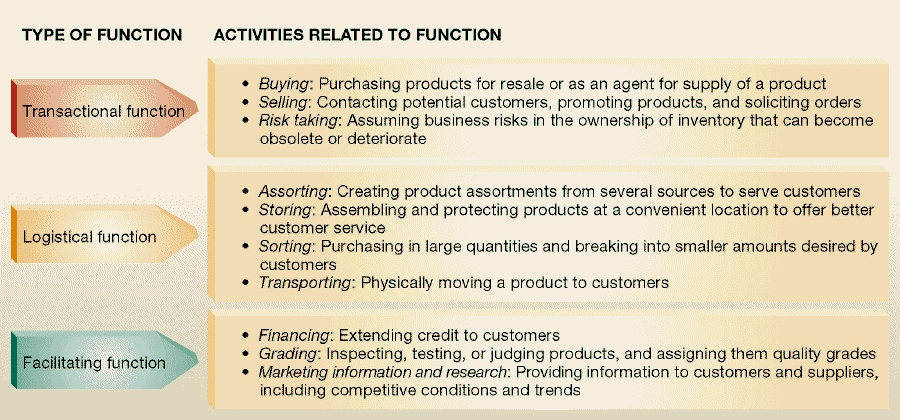 TYPE OF FUNCTION
ACTIVITIES RELATED TO FUNCTION
Transactional function
• Buying: Purchasing products for resale or as an agent for supply of a product
• Selling: Contacting potential customers, promoting products, and soliciting orders
• Risk taking: Assuming business risks in the ownership of inventory that can become
obsolete or deteriorate
Logistical function
• Assorting: Creating product assortments from several sources to serve customers
• Storing: Assembling and protecting products at a convenient location to offer better
customer service
• Sorting: Purchasing in large quantities and breaking into smaller amounts desired by
customers
• Transporting: Physically moving a product to customers
Facilitating function
• Financing: Extending credit to customers
• Grading: Inspecting, testing, or judging products, and assigning them quality grades
• Marketing information and research: Providing information to customers and suppliers,
including competitive conditions and trends